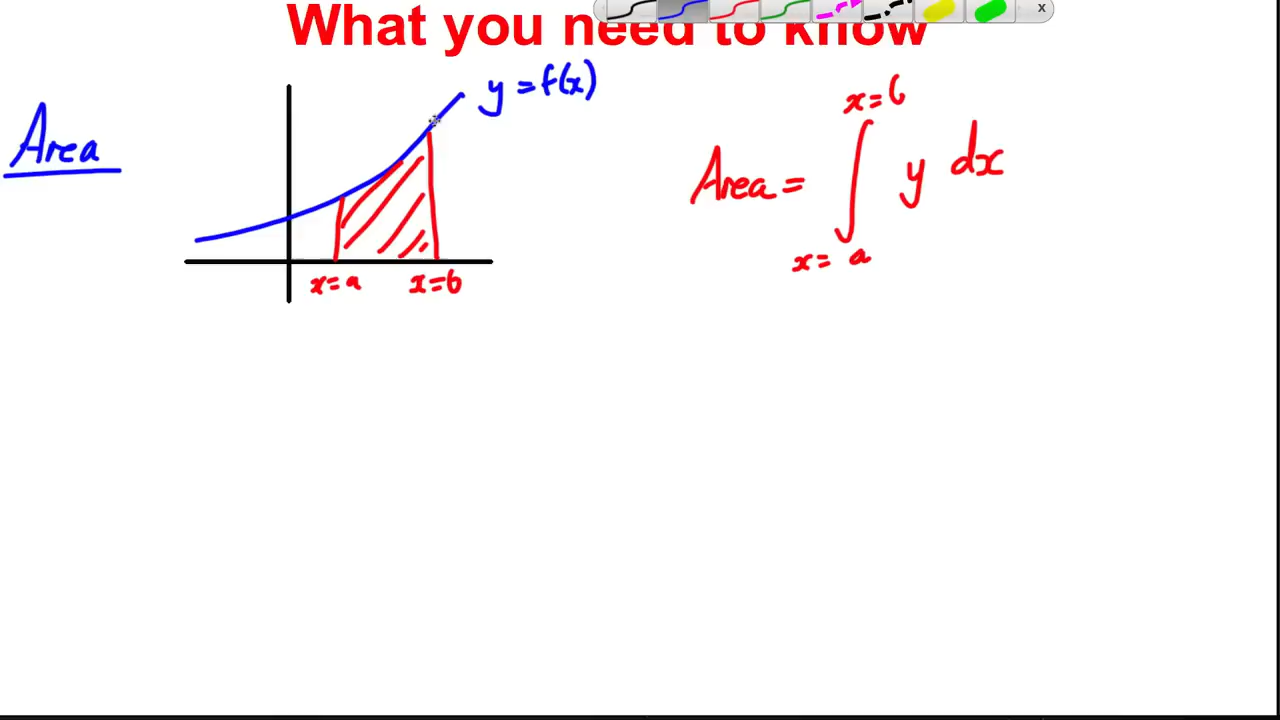 What you need to know
Area
y = f(x)
x = a
x = b
Area = ∫ y dx
x = b
x = a
x